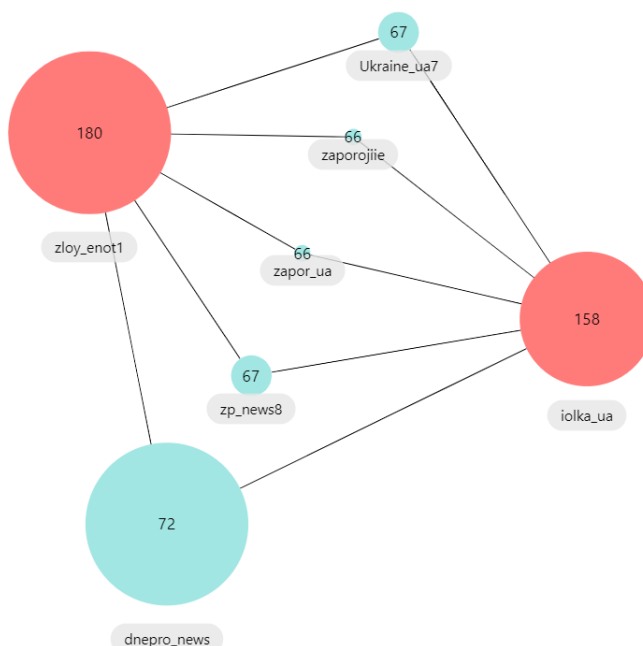 67
Ukraine_ua7
180
66
zaporojiie
zloy_enot1
66
zapor_ua
158
67
zp_news8
iolka_ua
72
dnepro_news